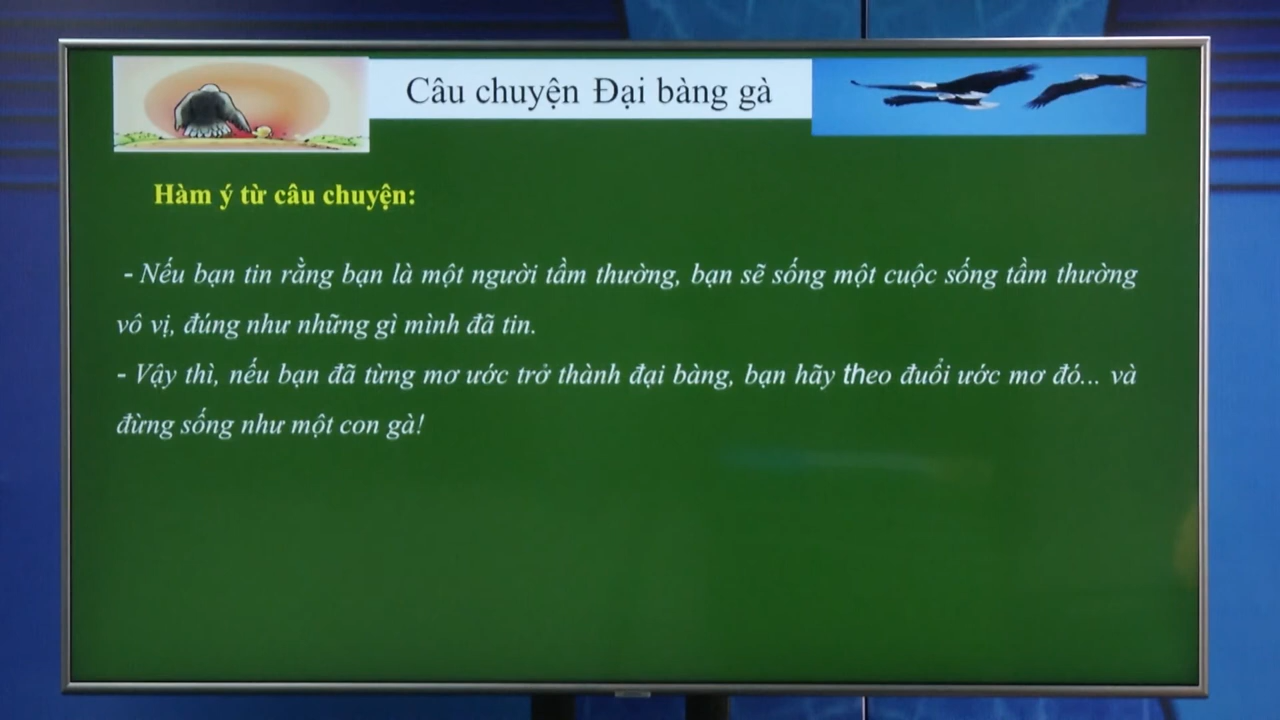 Câu chuyện Đại bàng gà
Hàm ý từ câu chuyện:
- Nếu bạn tin rằng bạn là một người tầm thường, bạn sẽ sống một cuộc sống tầm thường
vô vị, đúng như những gì mình đã tin.
- Vậy thì, nếu bạn đã từng mơ ước trở thành đại bàng, bạn hãy theo đuổi ước mơ đó... và
đừng sống như một con gà!